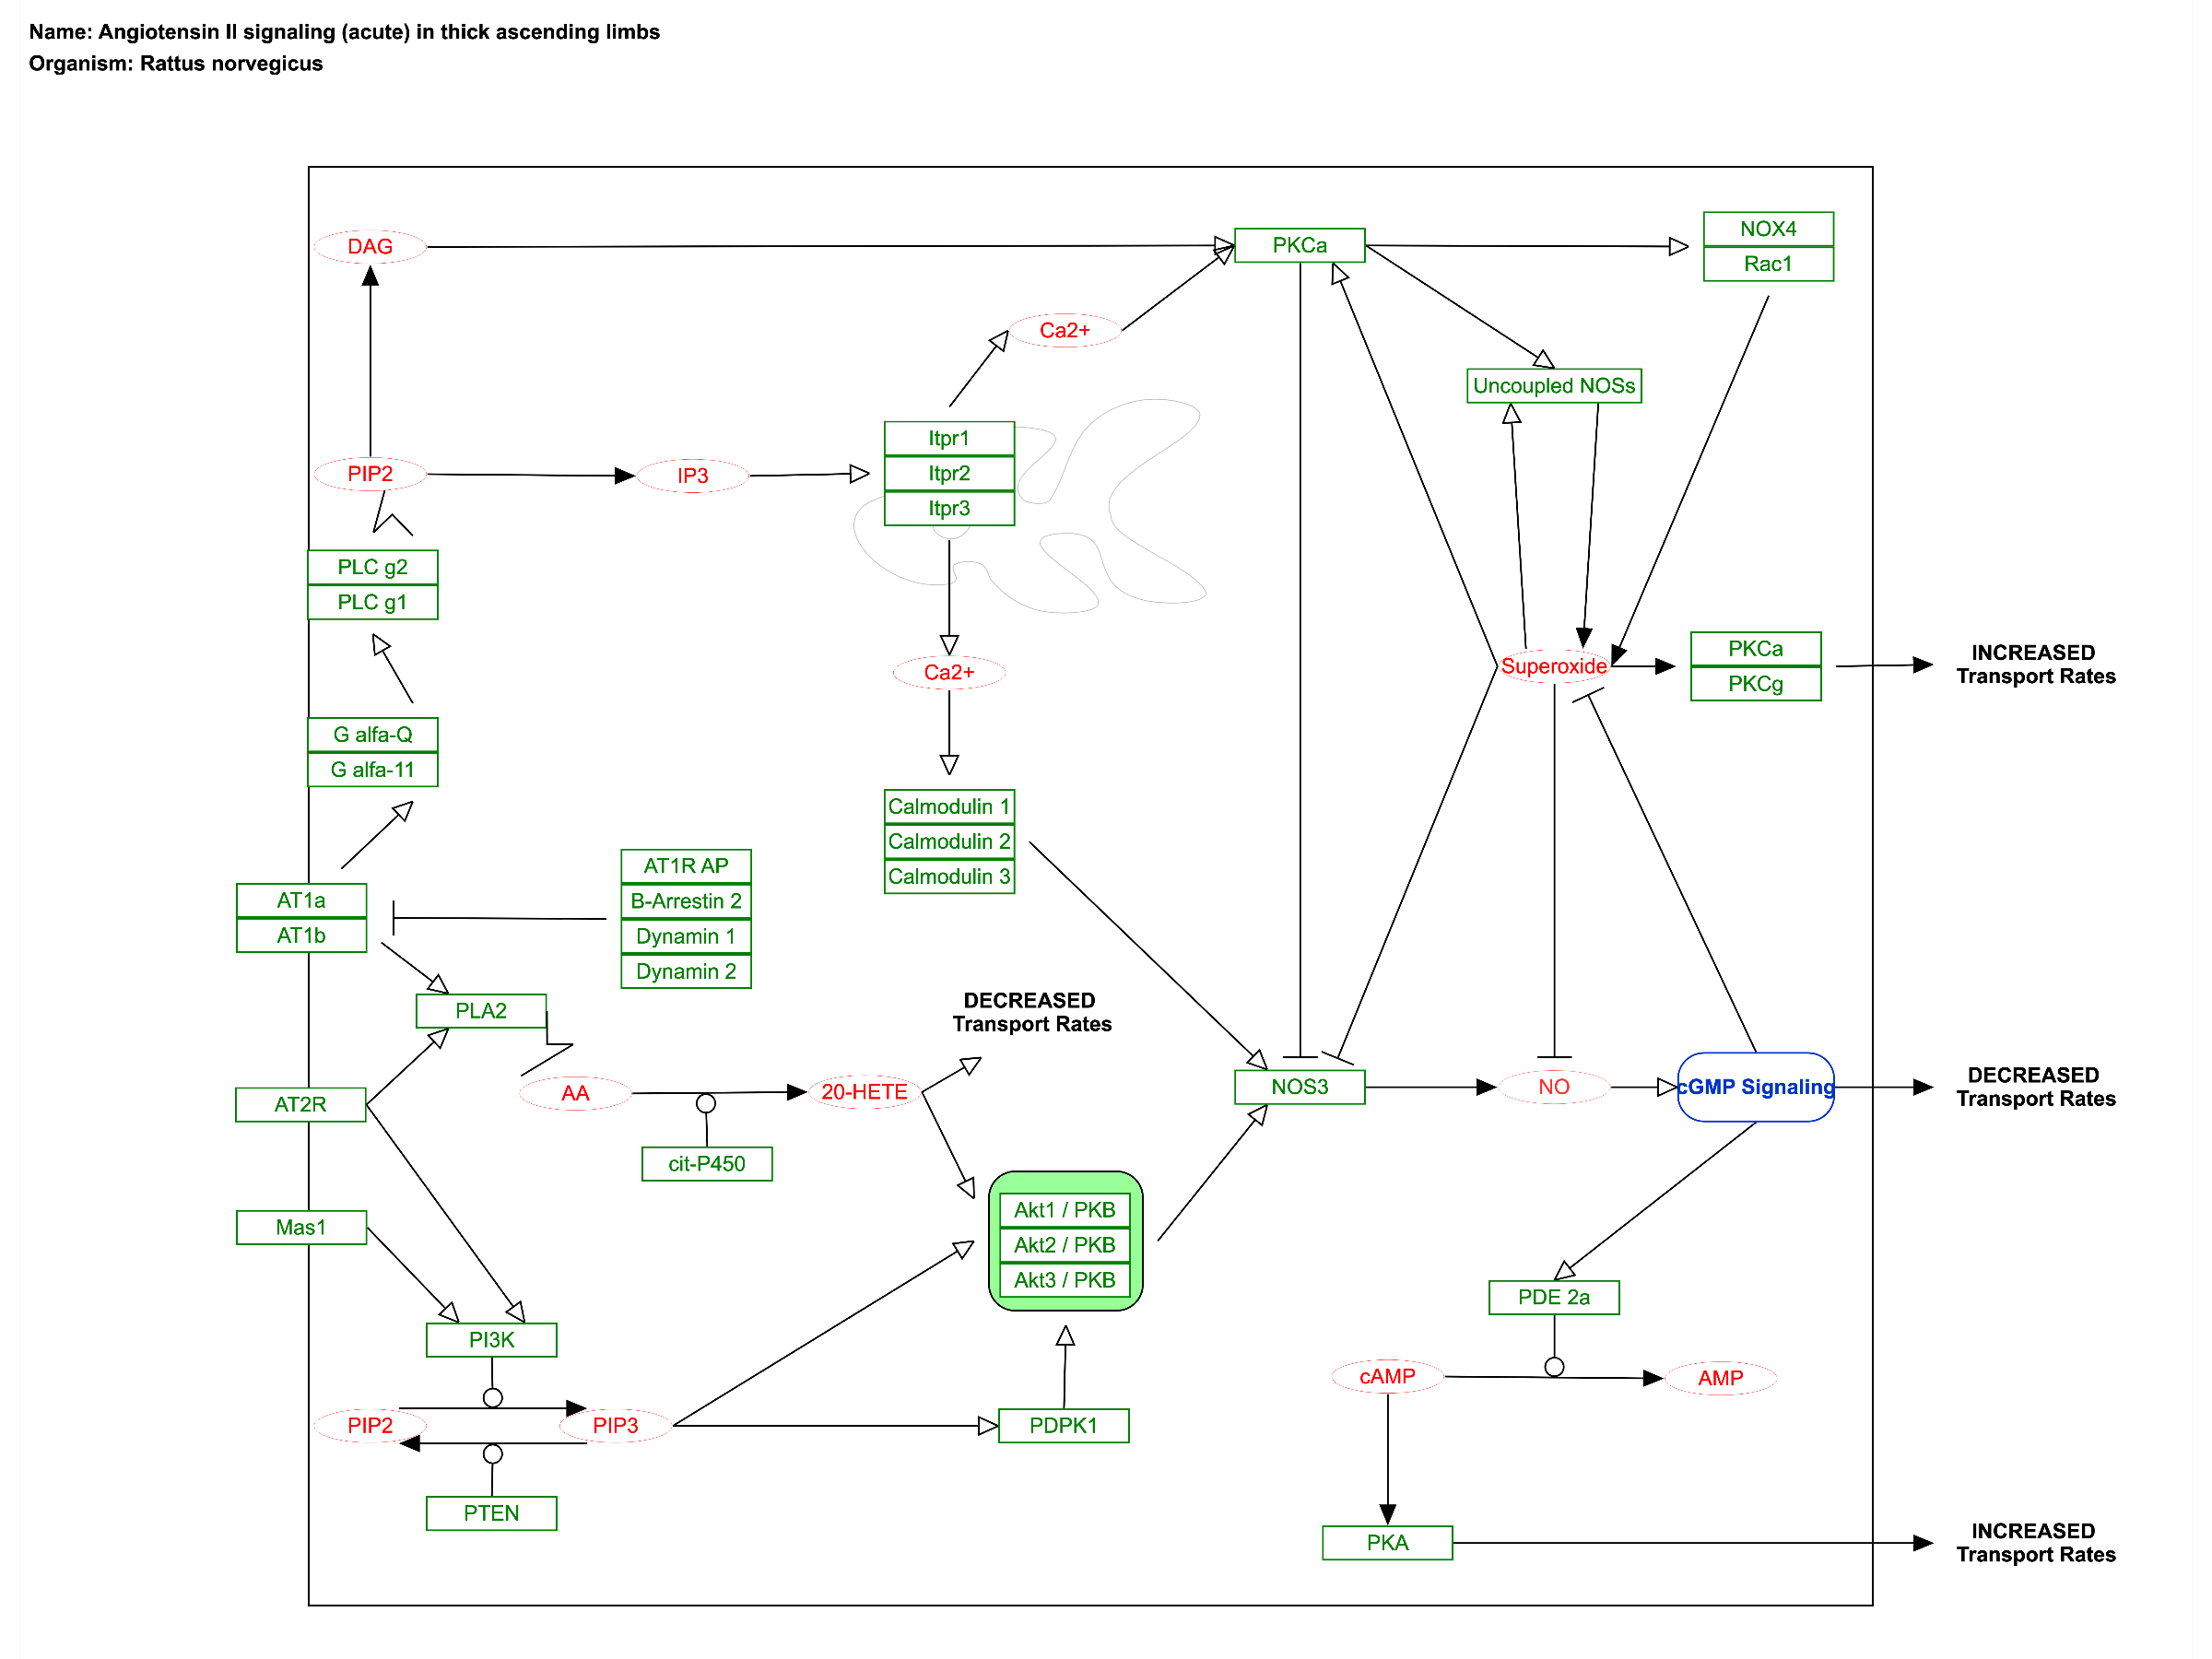 Name: Angiotensin II signaling (acute) in thick ascending limbs
Organism: Rattus norvegicus
DAG
PKCa
NOX4
Rac1
Ca2+
Uncoupled NOSs
Itpr1
Itpr2
Itpr3
PIP2
IP3
PLC g2
PLC g1
Ca2+
Superoxide
PKCa
PKCg
INCREASED
Transport Rates
G alfa-Q
G alfa-11
Calmodulin 1
Calmodulin 2
Calmodulin 3
AT1a
AT1b
AT1R AP
B-Arrestin 2
Dynamin 1
Dynamin 2
PLA2
DECREASED
Transport Rates
AT2R
AA
20-HETE
NOS3
NO
cGMP Signaling
DECREASED
Transport Rates
cit-P450
Mas1
Akt1 / PKB
Akt2 / PKB
Akt3 / PKB
PDE 2a
PI3K
cAMP
AMP
PIP2
PIP3
PDPK1
PTEN
PKA
INCREASED
Transport Rates